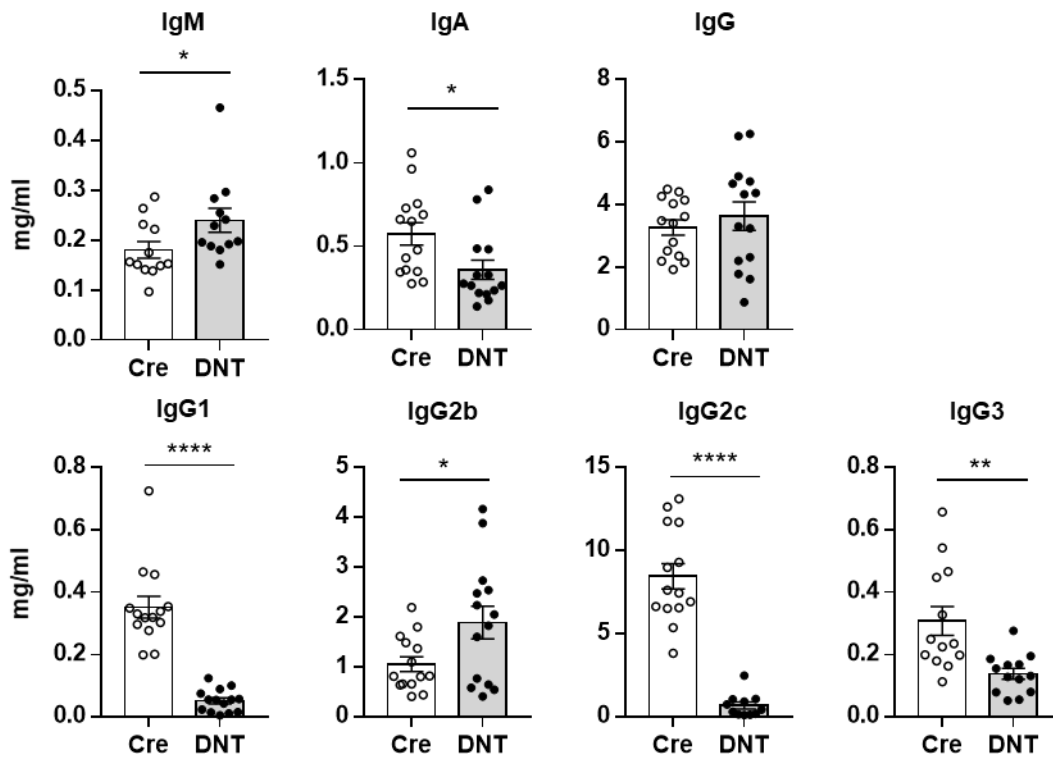 IgM IgA IgG
* *
mg/ml
0.5 0.4 0.3 0.2 0.1 0.0
1.5 1.0 0.5 0.0
8 6 4 2 0
Cre DNT Cre DNT Cre DNT
IgG1 IgG2b IgG2c IgG3
**** * **** **
mg/ml
0.8 0.6 0.4 0.2 0.0
5 4 3 2 1 0
15 10 5 0
0.8 0.6 0.4 0.2 0.0
Cre DNT Cre DNT Cre DNT Cre DNT